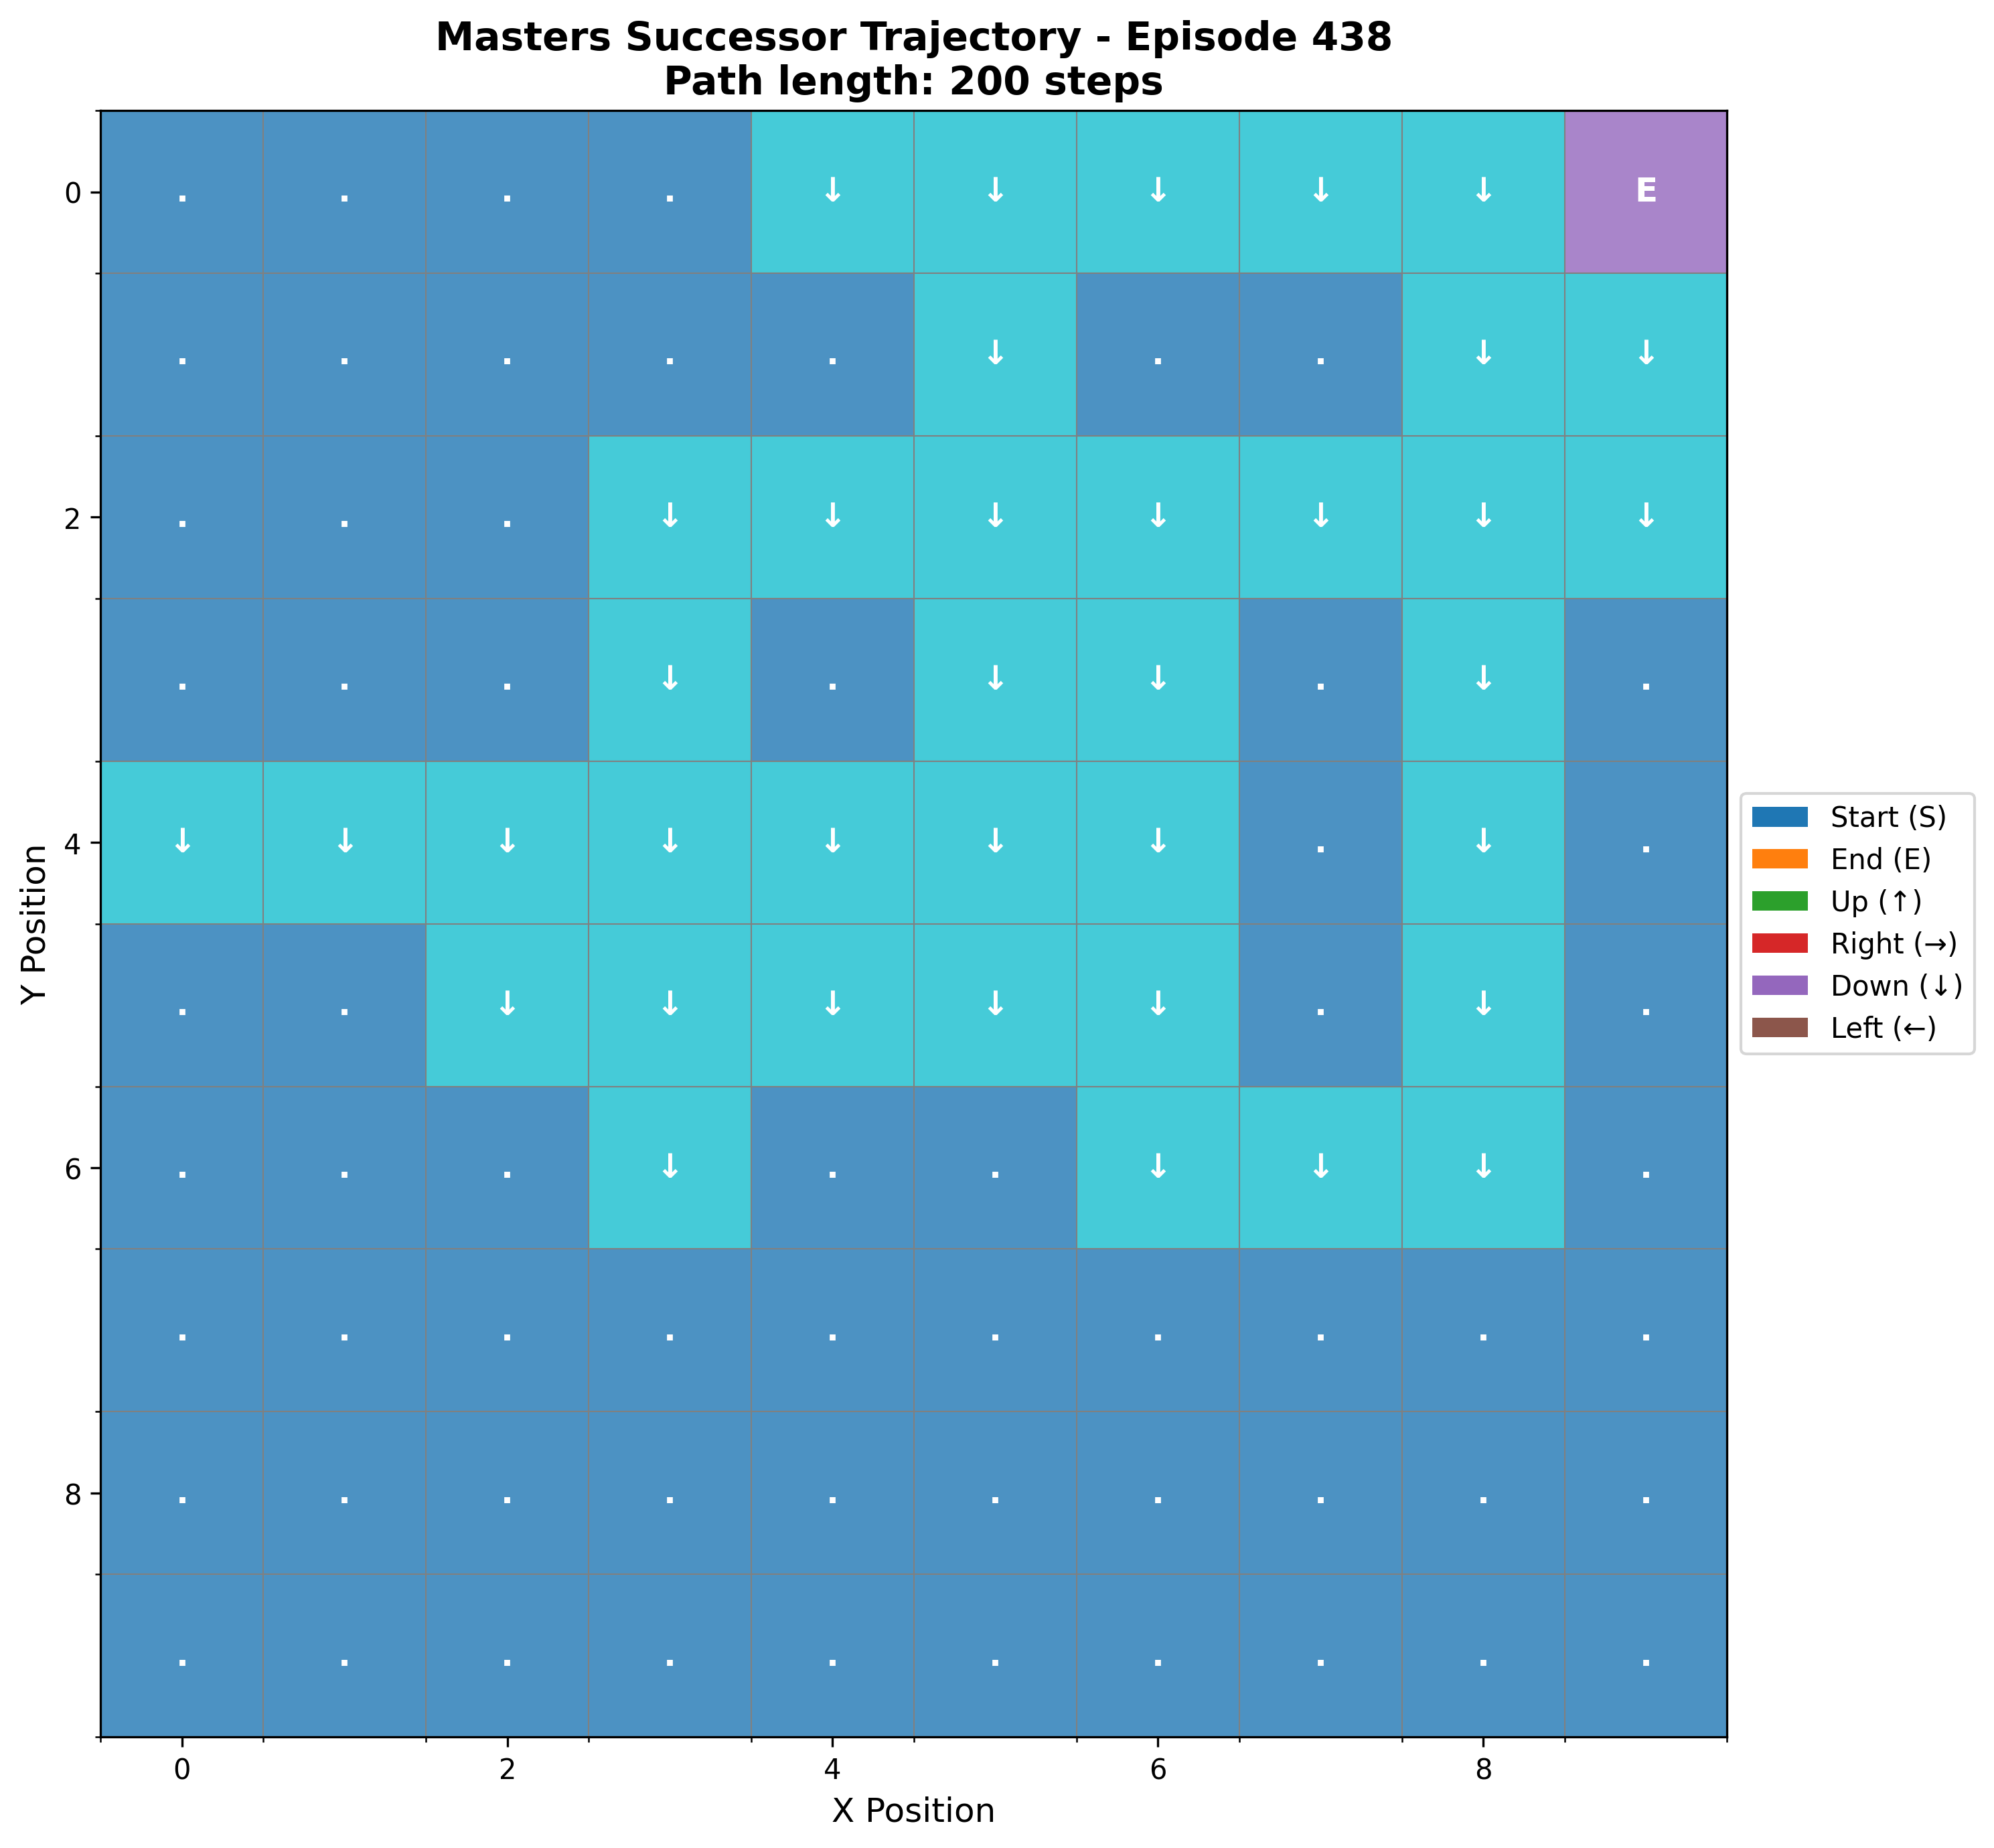 Masters Successor Trajectory - Episode 438
Path length: 200 steps
0 . . . . ↓ ↓ ↓ ↓ ↓ E
. . . . . ↓ . . ↓ ↓
2 . . . ↓ ↓ ↓ ↓ ↓ ↓ ↓
. . . ↓ . ↓ ↓ . ↓ .
4 ↓ ↓ ↓ ↓ ↓ ↓ ↓ . ↓ .
. . ↓ ↓ ↓ ↓ ↓ . ↓ .
6 . . . ↓ . . ↓ ↓ ↓ .
. . . . . . . . . .
8 . . . . . . . . . .
. . . . . . . . . .
0 2 4 6 8
X Position
Y Position
Start (S)
End (E)
Up (↑)
Right (→)
Down (↓)
Left (←)